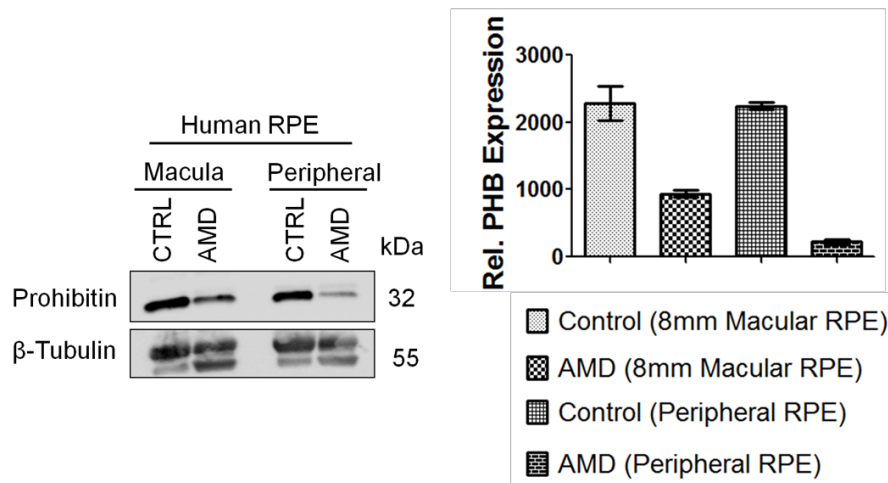 Human RPE
Macula Peripheral
CTRL AMD CTRL AMD kDa
Prohibitin 32
β-Tubulin 55
Rel. PHB Expression
3000
2000
1000
0
Control (8mm Macular RPE)
AMD (8mm Macular RPE)
Control (Peripheral RPE)
AMD (Peripheral RPE)